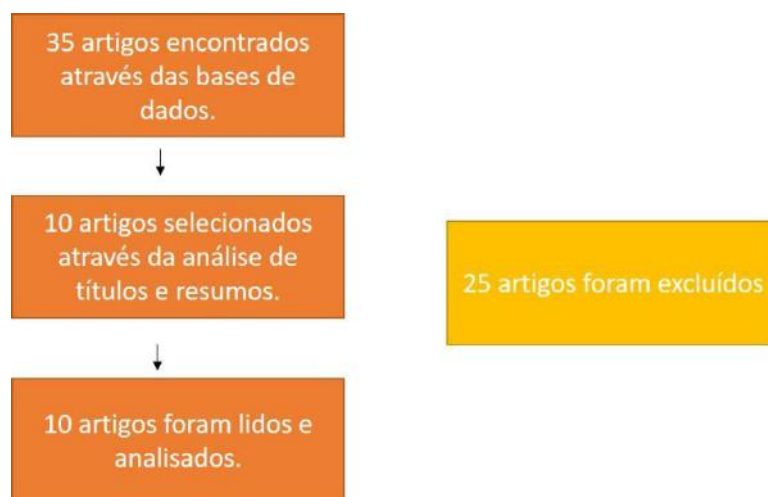 35 artigos encontrados
através das bases de
dados.
10 artigos selecionados
através da análise de
títulos e resumos.
25 artigos foram excluídos
10 artigos foram lidos e
analisados.